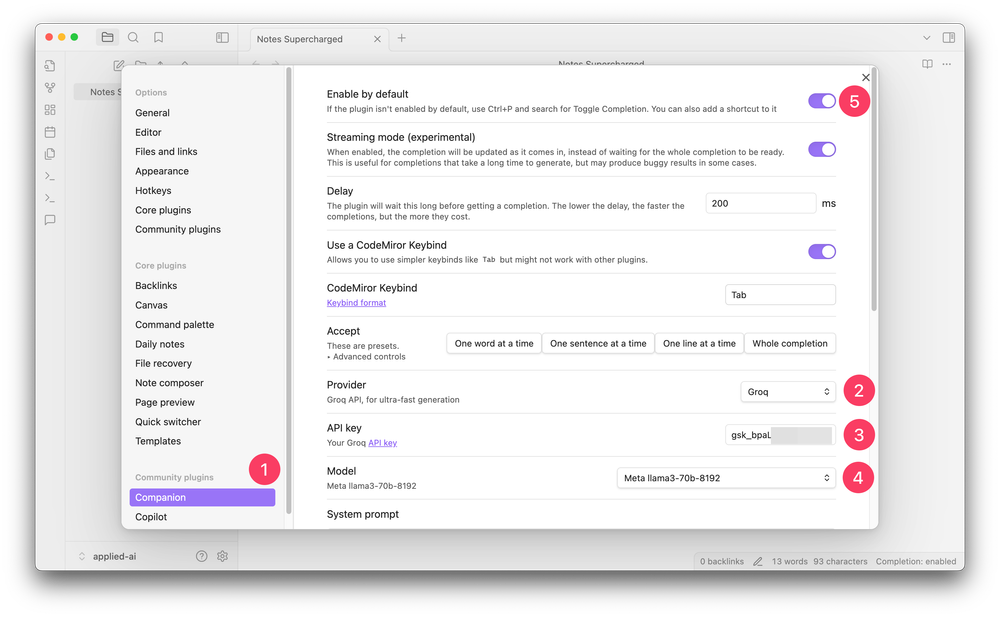 Notes Supercharged
Notes Supercharged
Notes S
Options
General
Editor
Files and links
Appearance
Hotkeys
Core plugins
Community plugins
Core plugins
Backlinks
Canvas
Command palette
Daily notes
File recovery
Note composer
Page preview
Quick switcher
Templates
Community plugins
1
Companion
Copilot
applied-ai
Enable by default
If the plugin isn't enabled by default, use Ctrl+P and search for Toggle Completion. You can also add a shortcut to it
5
Streaming mode (experimental)
When enabled, the completion will be updated as it comes in, instead of waiting for the whole completion to be ready.
This is useful for completions that take a long time to generate, but may produce buggy results in some cases.
Delay
The plugin will wait this long before getting a completion. The lower the delay, the faster the
completions, but the more they cost.
200 ms
Use a CodeMiror Keybind
Allows you to use simpler keybinds like Tab but might not work with other plugins.
CodeMiror Keybind
Keybind format
Tab
Accept
These are presets.
• Advanced controls
One word at a time One sentence at a time One line at a time Whole completion
Provider
Groq API, for ultra-fast generation
Groq
2
API key
Your Groq API key
gsk_bpaL
3
Model
Meta llama3-70b-8192
Meta llama3-70b-8192
4
System prompt
0 backlinks 13 words 93 characters Completion: enabled